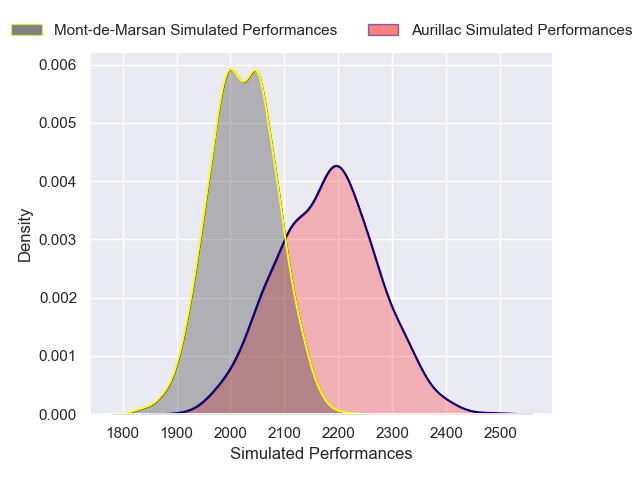 Mont-de-Marsan Simulated Performances
Aurillac Simulated Performances
0.006
0.005
0.004
0.003
0.002
0.001
0.000
Density
1800 1900 2000 2100 2200 2300 2400 2500
Simulated Performances